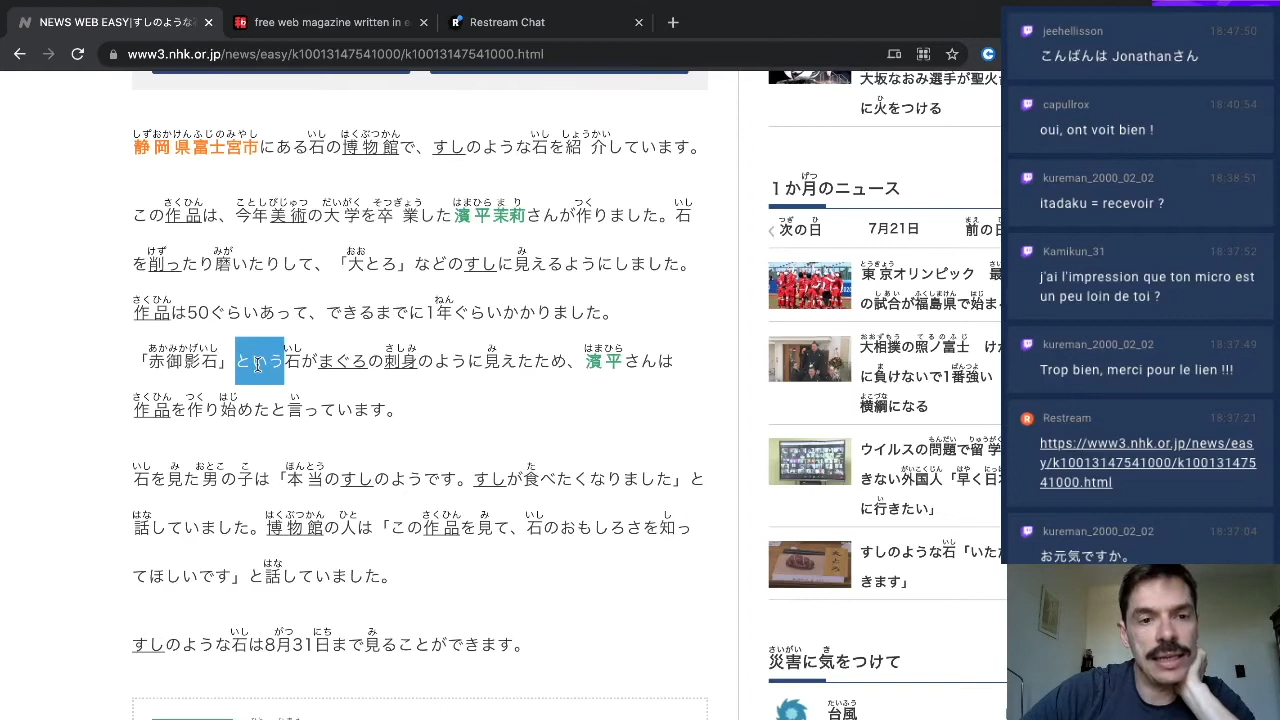 NEWS WEB EASY|すしのような
free web magazine written in e
Restream Chat
www3.nhk.or.jp/news/easy/k10013147541000/k10013147541000.html
静岡県富士宮市にある石の博物館で、すしのような石を紹介しています。
この作品は、今年美術の大学を卒業した濱平茉莉さんが作りました。石
を削ったり磨いたりして、「大とろ」などのすしに見えるようにしました。
作品は50ぐらいあって、できるまでに1年ぐらいかかりました。
「赤御影石」という石がまぐろの刺身のように見えたため、濱平さんは
作品を作り始めたと言っています。
石を見た男の子は「本当のすしのようです。すしが食べたくなりました」と
話していました。博物館の人は「この作品を見て、石のおもしろさを知っ
てほしいです」と話していました。
すしのような石は8月31日まで見ることができます。
大坂なおみ選手が聖火台
に火をつける
1か月のニュース
次の日
7月21日
前の日
東京オリンピック 最
の試合が福島県で始ま
大相撲の照ノ富士 け
に負けないで1番強い
横綱になる
ウイルスの問題で留学
きない外国人「早く日
に行きたい」
すしのような石「いただ
きます」
災害に気をつけて
台風
jeehellisson 18:47:50
こんばんは Jonathanさん
capullrox 18:40:54
oui, ont voit bien !
kureman_2000_02_02 18:38:51
itadaku = recevoir ?
Kamikun_31 18:37:52
j'ai l'impression que ton micro est
un peu loin de toi ?
kureman_2000_02_02 18:37:49
Trop bien, merci pour le lien !!!
Restream 18:37:21
https://www3.nhk.or.jp/news/eas
y/k10013147541000/k100131475
41000.html
kureman_2000_02_02 18:37:04
お元気ですか。